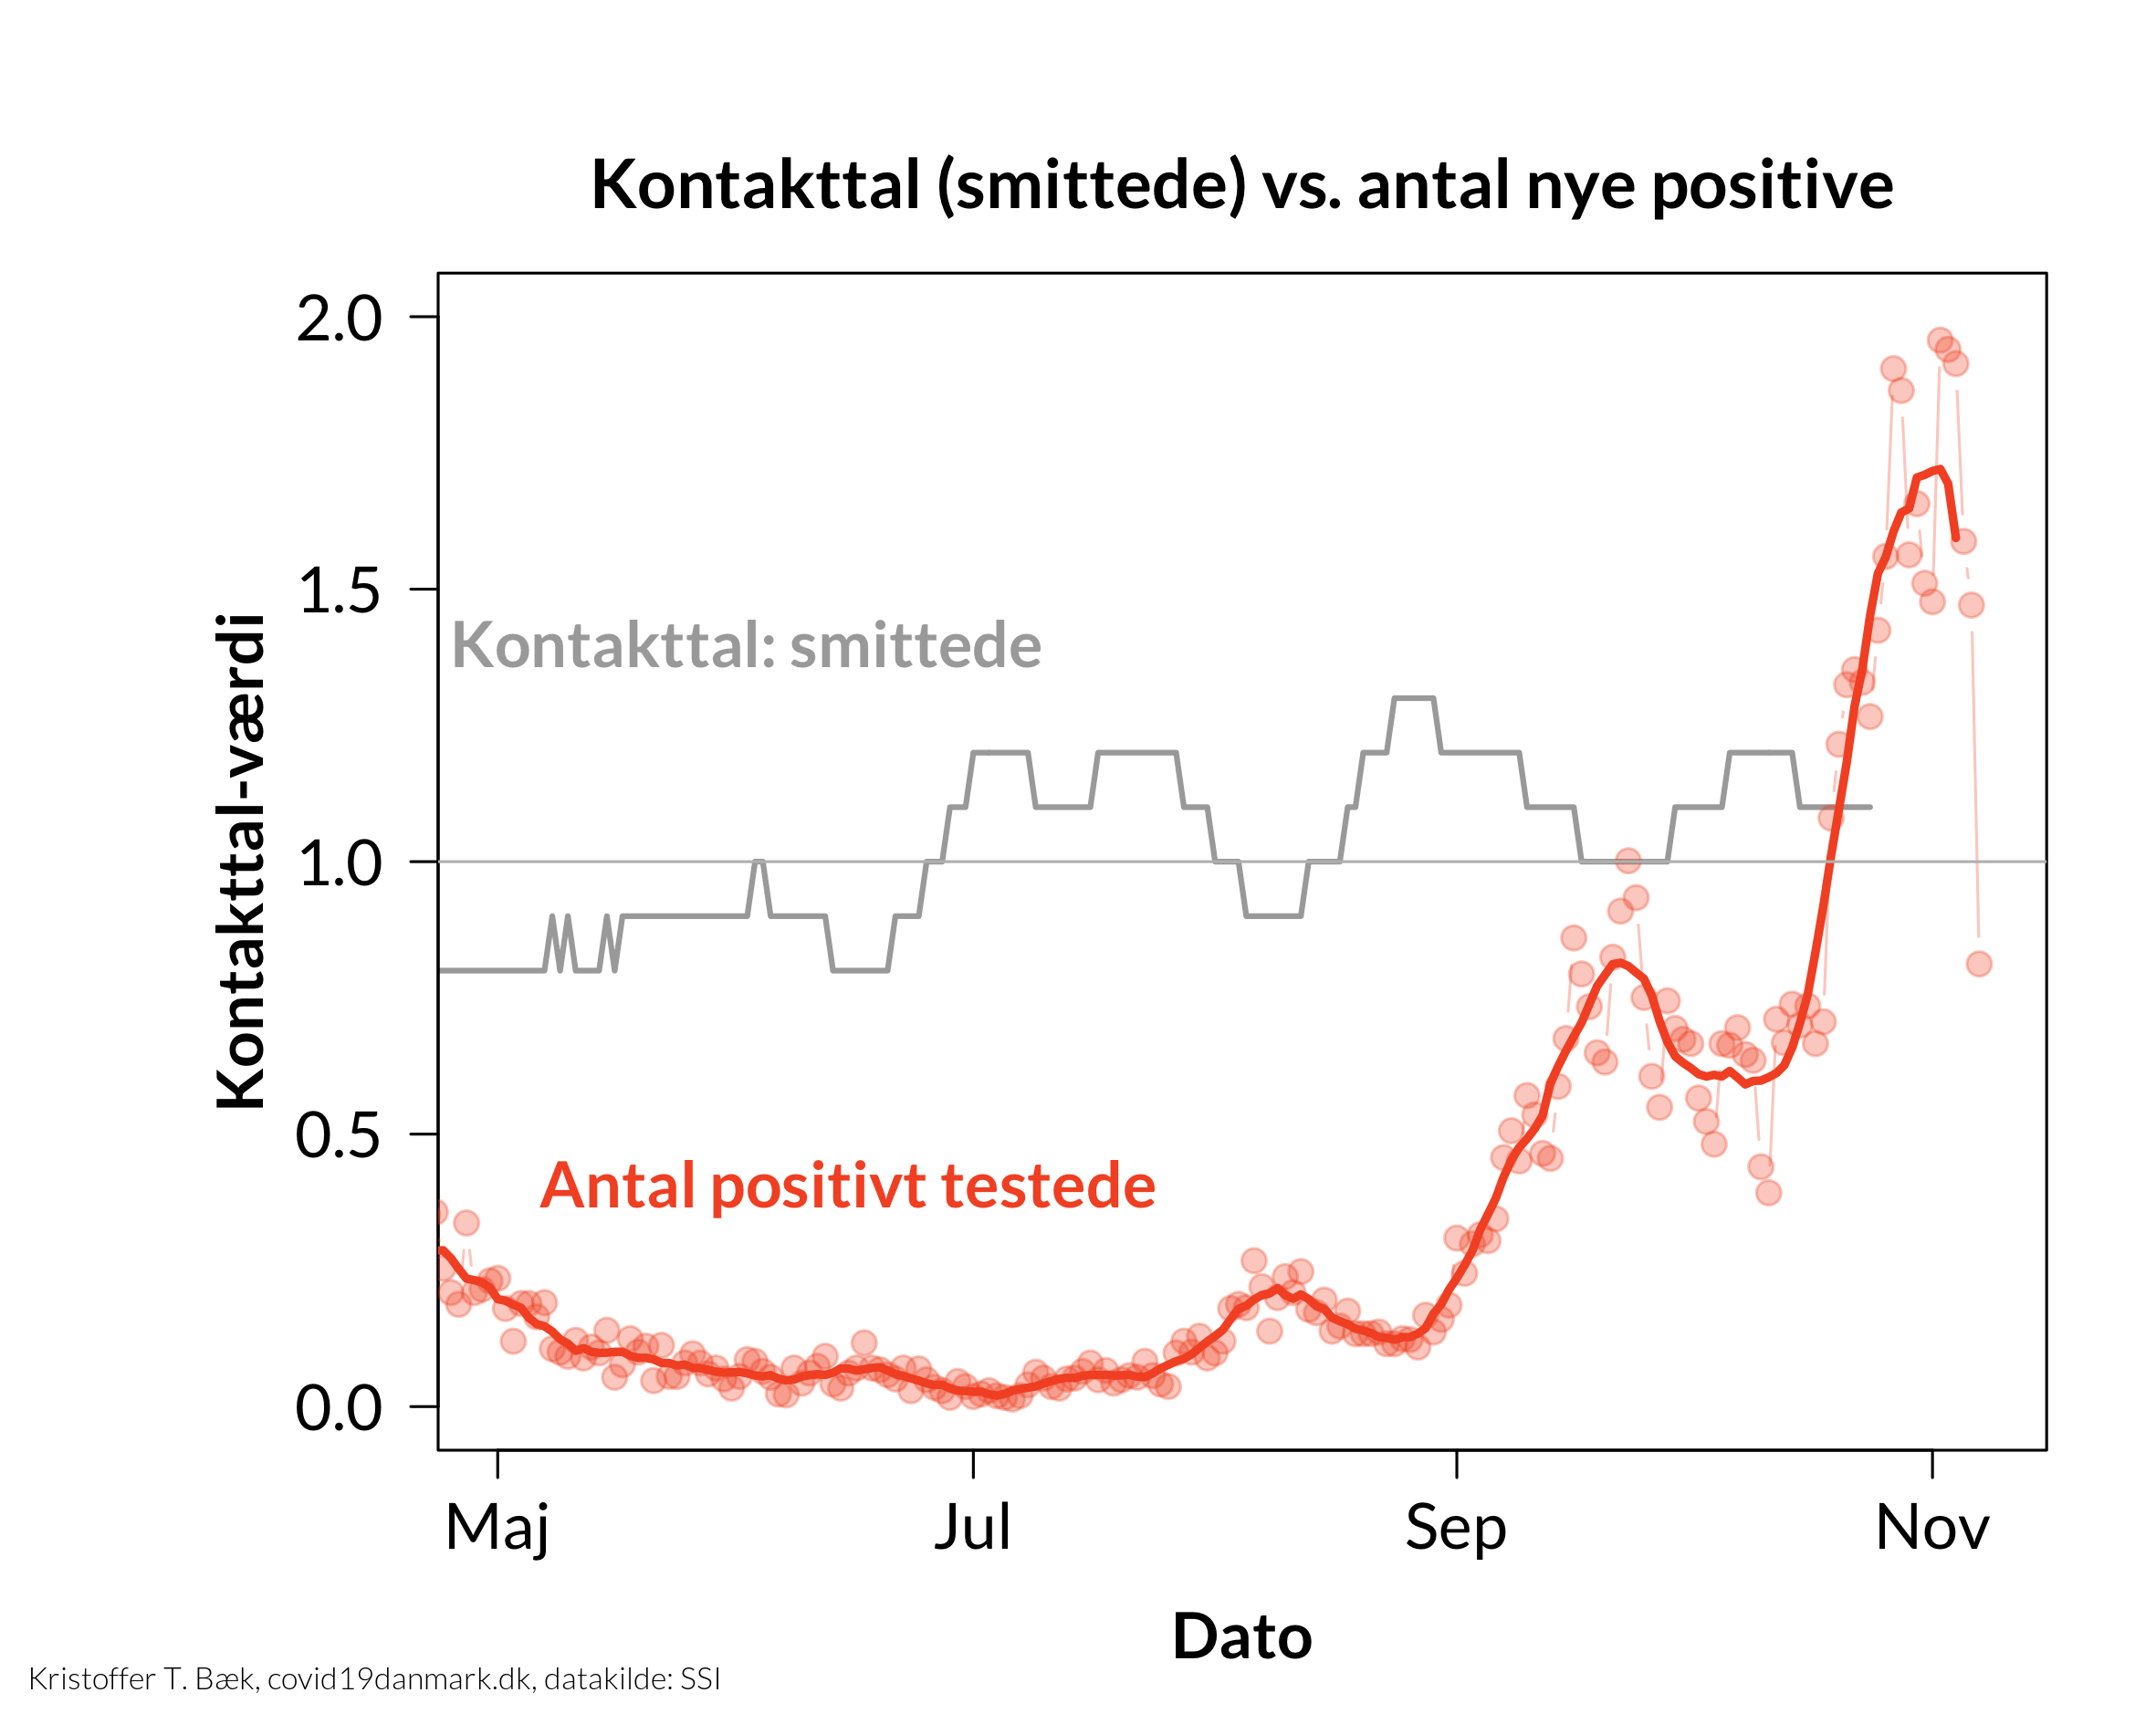 Kontakttal (smittede) vs. antal nye positive
2.0
1.5
1.0
0.5
0.0
Kontakttal-værdi
Kontakttal: smittede
Antal positivt testede
Maj
Jul
Sep
Nov
Dato
Kristoffer T. Bæk, covid19danmark.dk, datakilde: SSI